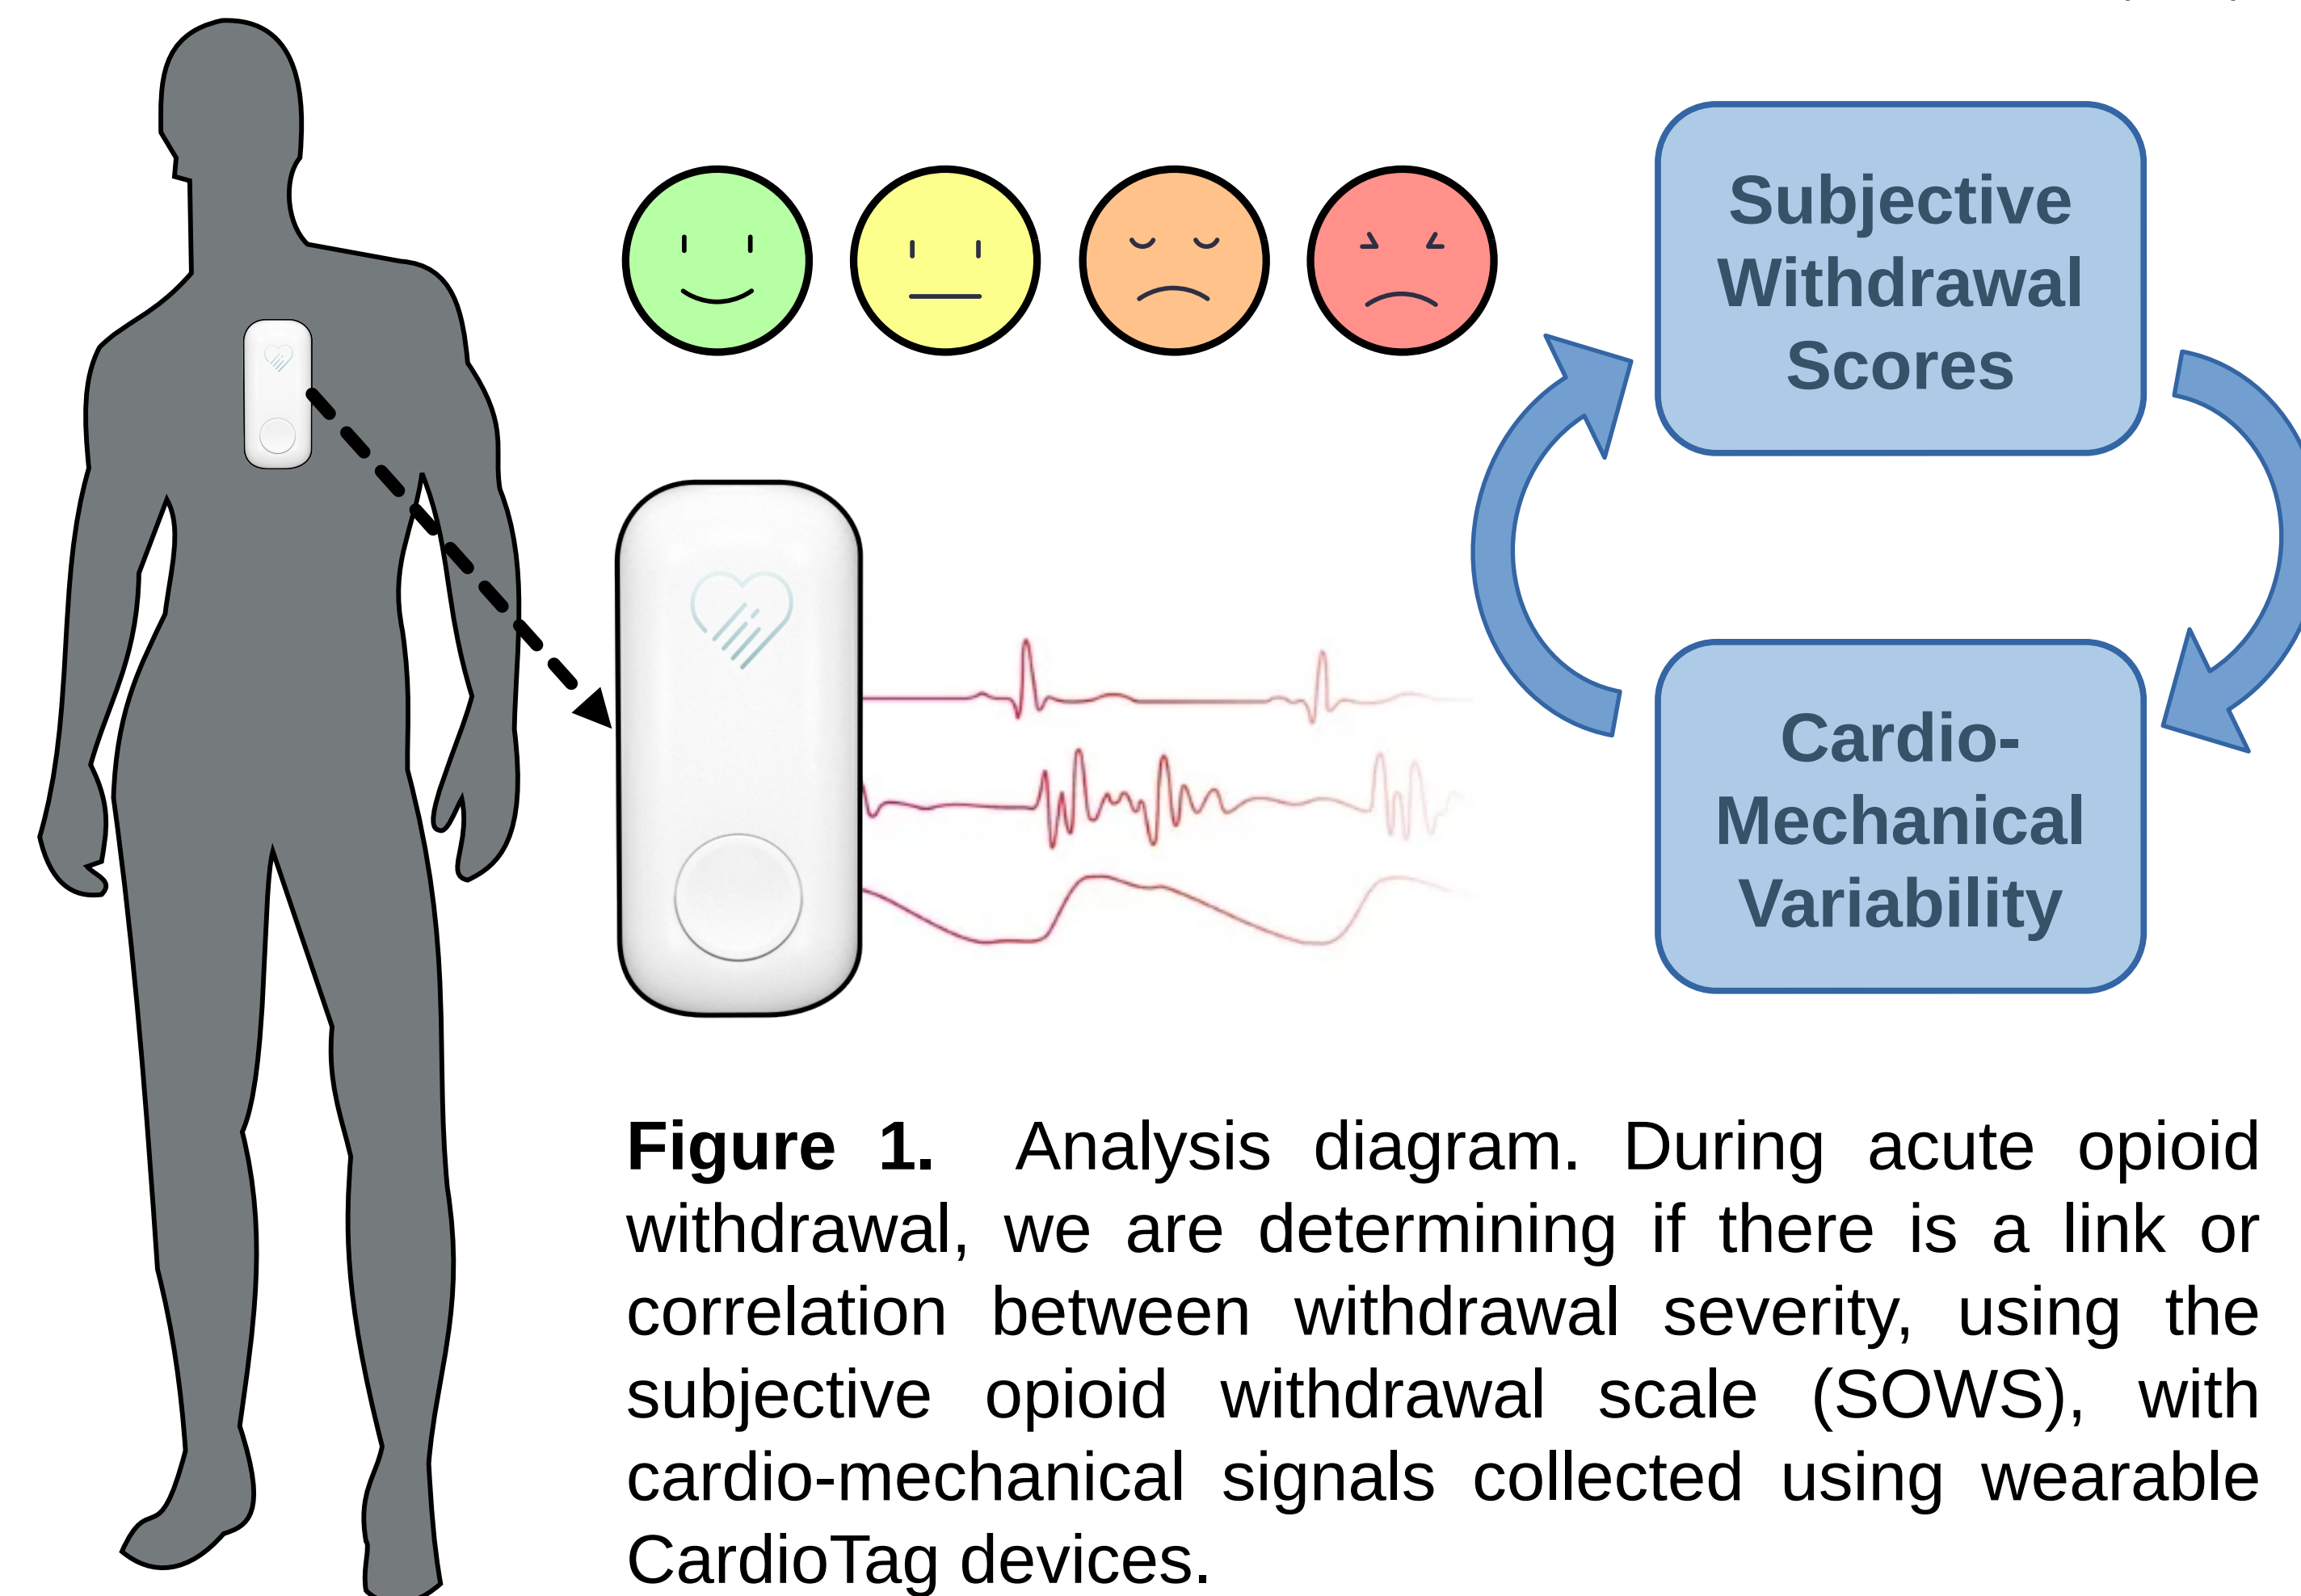 Subjective
Withdrawal
Scores
Cardio-
Mechanical
Variability
Figure 1. Analysis diagram. During acute opioid
withdrawal, we are determining if there is a link or
correlation between withdrawal severity, using the
subjective opioid withdrawal scale (SOWS), with
cardio-mechanical signals collected using wearable
CardioTag devices.